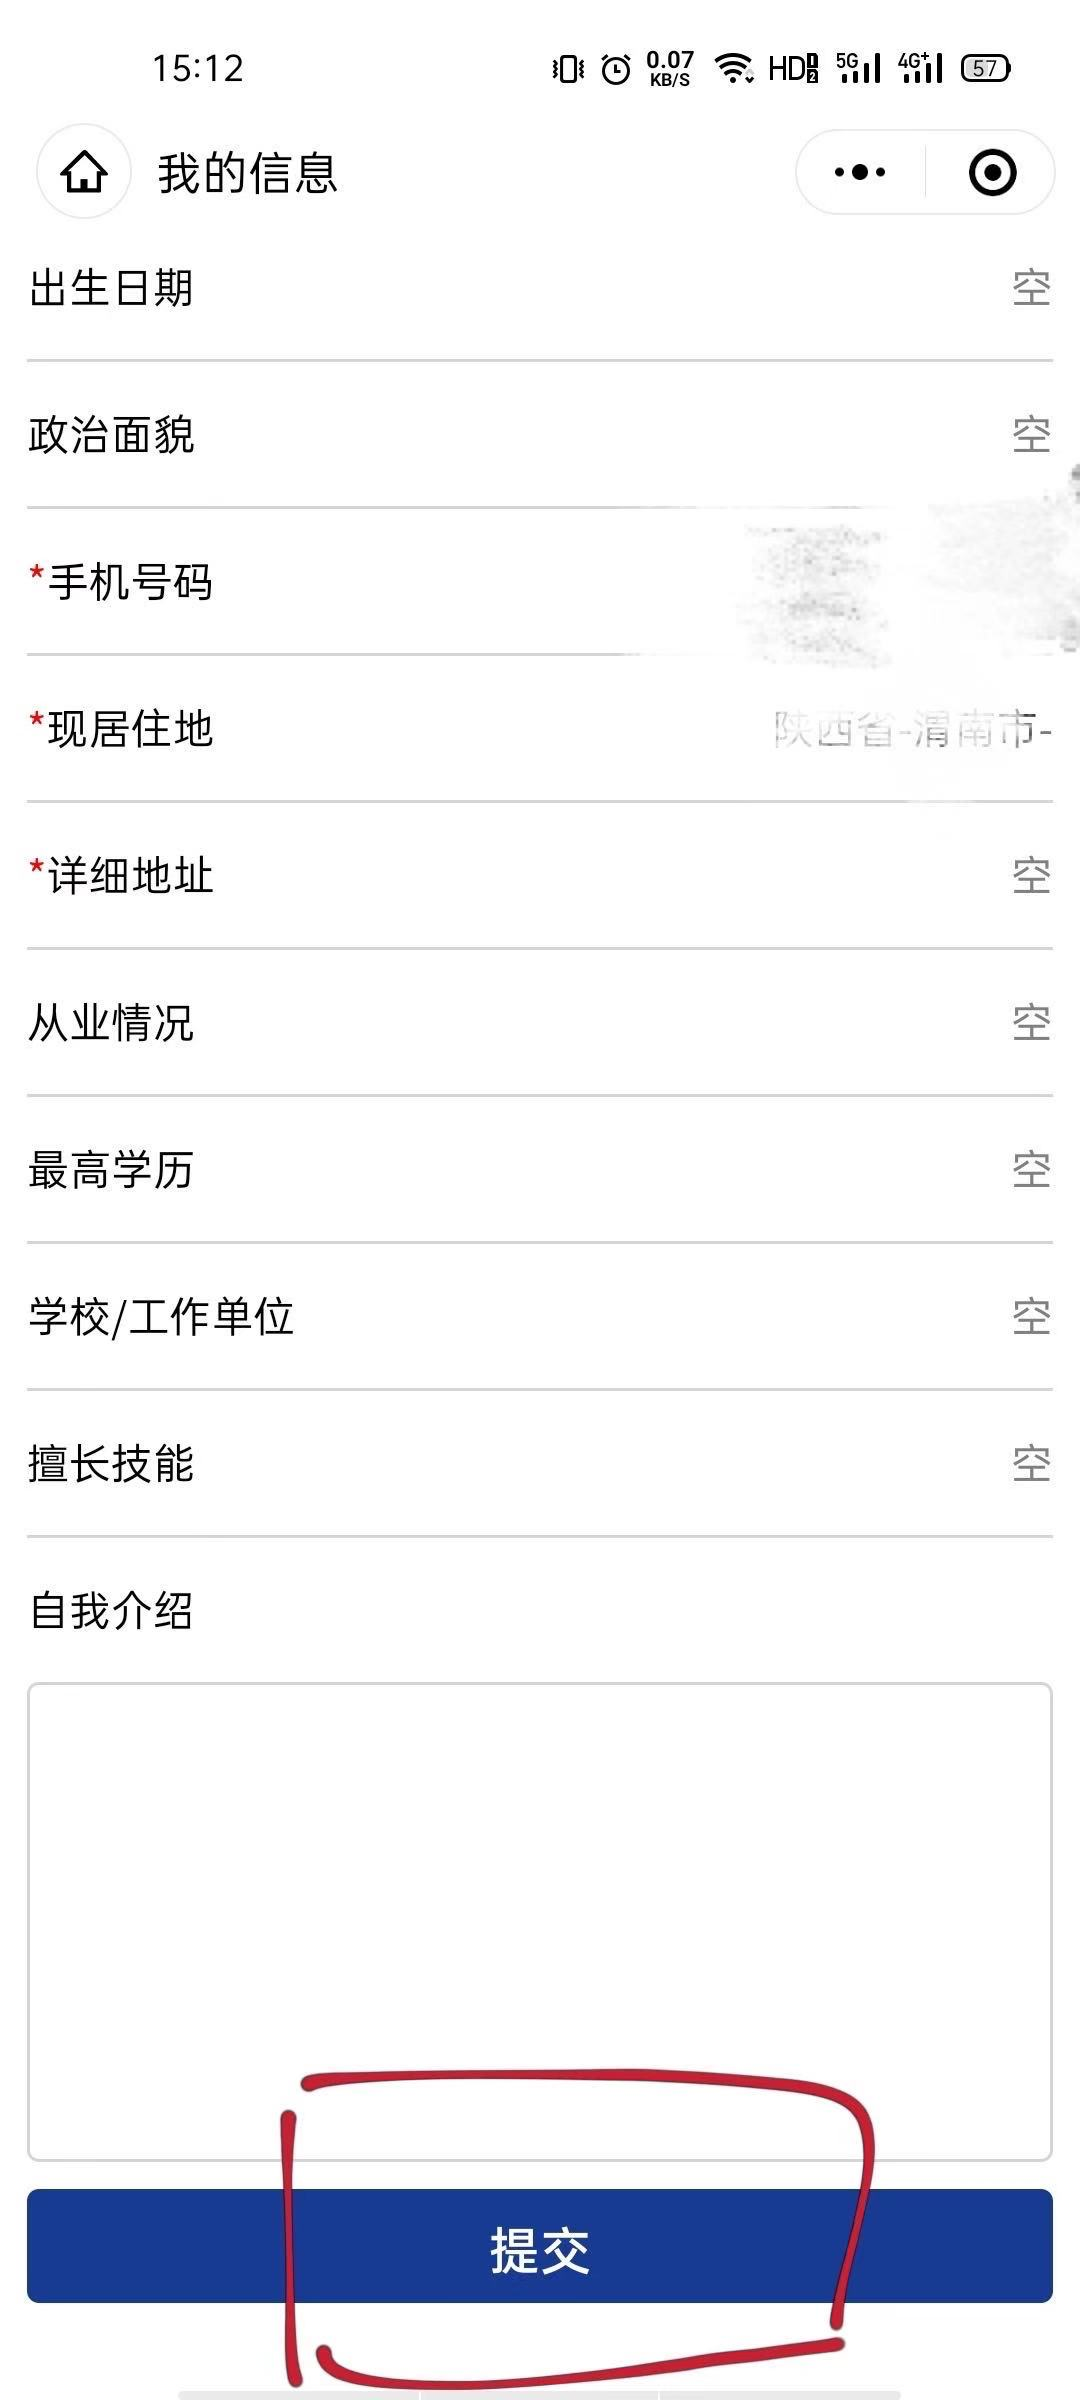 15:12 0.07 KB/S HD 1 2 5G 4G+ 57
我的信息
出生日期 空
政治面貌 空
*手机号码
*现居住地 陕西省-渭南市-
*详细地址 空
从业情况 空
最高学历 空
学校/工作单位 空
擅长技能 空
自我介绍
提交